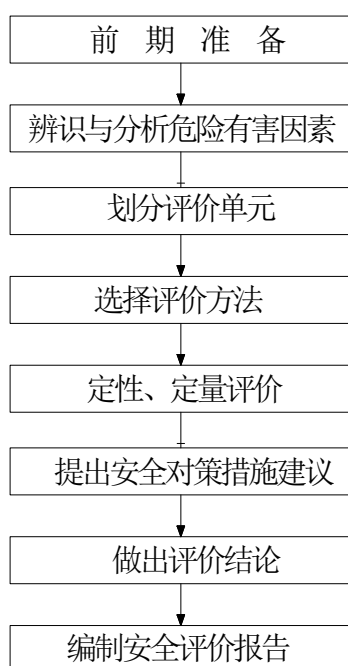 前 期 准 备
辨识与分析危险有害因素
划分评价单元
选择评价方法
定性、定量评价
提出安全对策措施建议
做出评价结论
编制安全评价报告